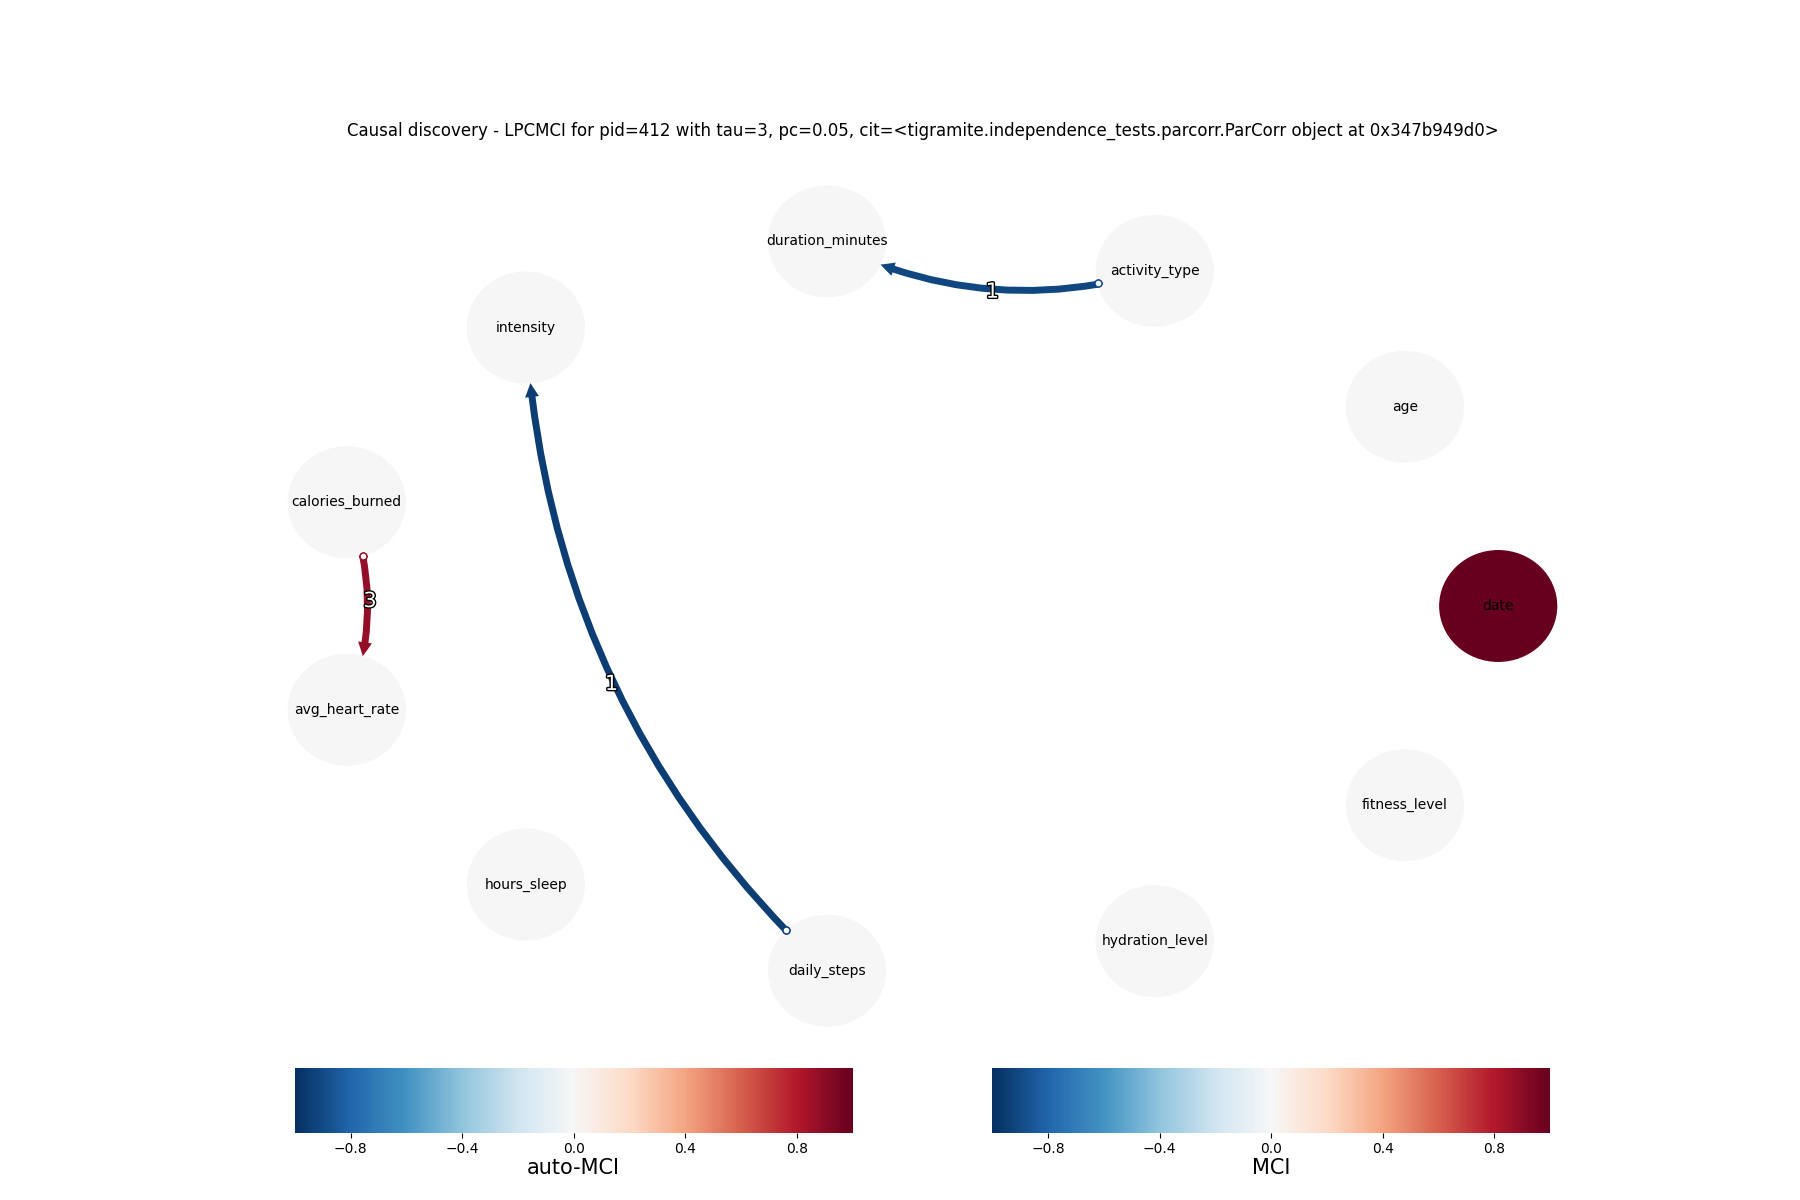 Causal discovery - LPCMCI for pid=412 with tau=3, pc=0.05, cit=<tigramite.independence_tests.parcorr.ParCorr object at 0x347b949d0>
duration_minutes
activity_type
1
intensity
age
calories_burned
3
date
1
avg_heart_rate
fitness_level
hours_sleep
hydration_level
daily_steps
−0.8 −0.4 0.0 0.4 0.8
auto-MCI
−0.8 −0.4 0.0 0.4 0.8
MCI